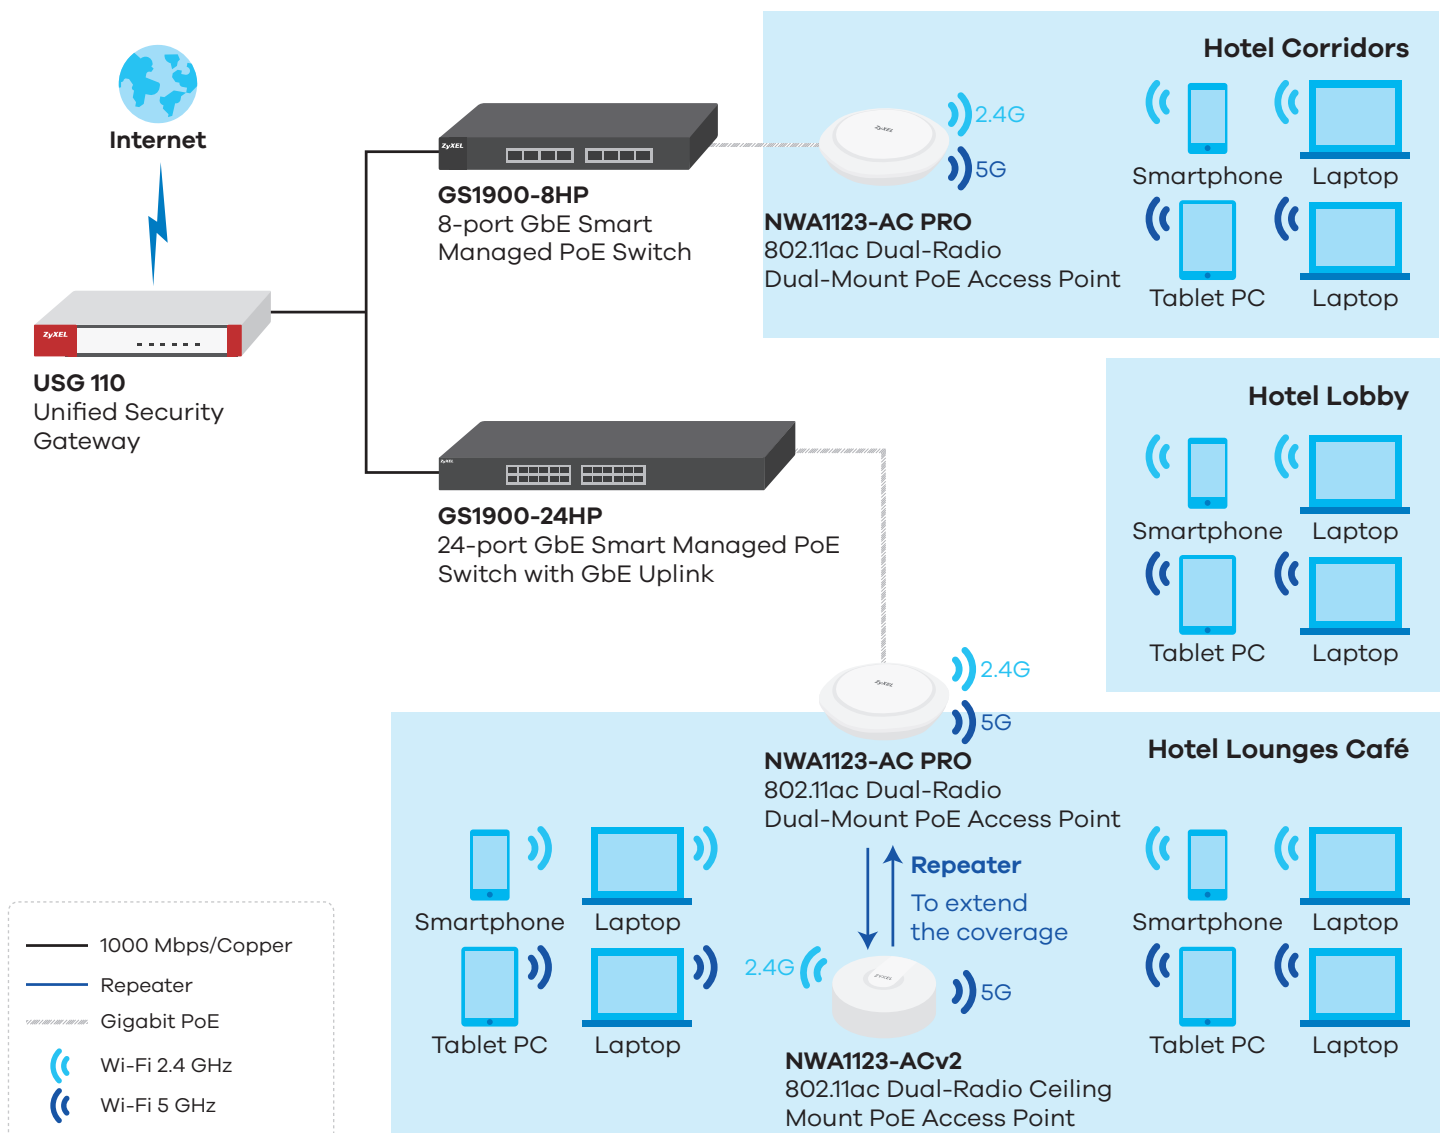 Internet
ZyXEL
USG 110
Unified Security
Gateway
ZyXEL
GS1900-8HP
8-port GbE Smart
Managed PoE Switch
ZyXEL
GS1900-24HP
24-port GbE Smart Managed PoE
Switch with GbE Uplink
Hotel Corridors
ZyXEL
2.4G
5G
NWA1123-AC PRO
802.11ac Dual-Radio
Dual-Mount PoE Access Point
Smartphone
Laptop
Tablet PC
Laptop
Hotel Lobby
Smartphone
Laptop
Tablet PC
Laptop
ZyXEL
2.4G
5G
Hotel Lounges Café
NWA1123-AC PRO
802.11ac Dual-Radio
Dual-Mount PoE Access Point
Repeater
To extend
the coverage
Smartphone
Laptop
Tablet PC
Laptop
2.4G
ZyXEL
5G
NWA1123-ACv2
802.11ac Dual-Radio Ceiling
Mount PoE Access Point
Smartphone
Laptop
Tablet PC
Laptop
1000 Mbps/Copper
Repeater
Gigabit PoE
Wi-Fi 2.4 GHz
Wi-Fi 5 GHz